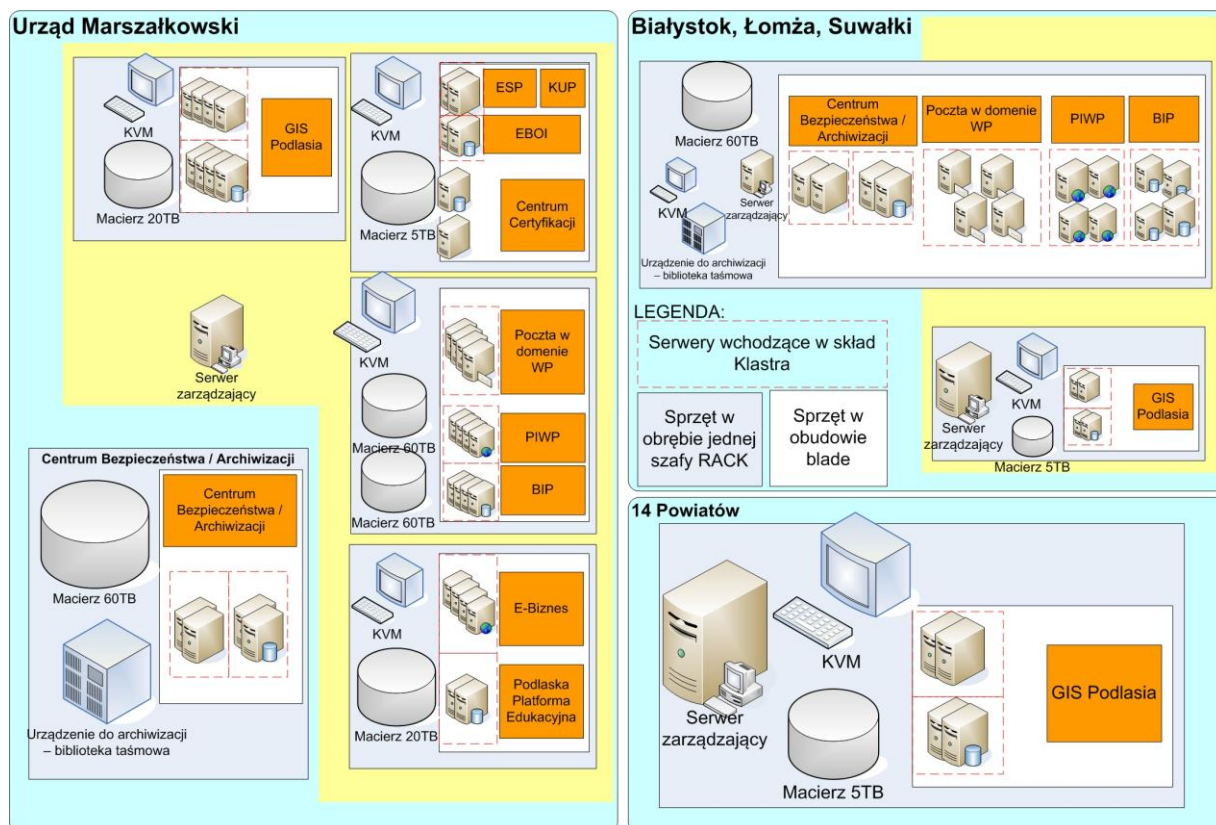 Urząd Marszałkowski
KVM
Macierz 20TB
GIS
Podlasia
KVM
Macierz 5TB
ESP
KUP
EBOI
Centrum
Certyfikacji
Serwer
zarządzający
KVM
Macierz 60TB
Macierz 60TB
Poczta w
domenie
WP
PIWP
BIP
Centrum Bezpieczeństwa / Archiwizacji
Macierz 60TB
Urządzenie do archiwizacji
– biblioteka taśmowa
Centrum
Bezpieczeństwa /
Archiwizacji
KVM
Macierz 20TB
E-Biznes
Podlaska
Platforma
Edukacyjna
Białystok, Łomża, Suwałki
Macierz 60TB
KVM
Serwer
zarządzający
Urządzenie do archiwizacji
– biblioteka taśmowa
Centrum
Bezpieczeństwa /
Archiwizacji
Poczta w domenie
WP
PIWP
BIP
LEGENDA:
Serwery wchodzące w skład
Klastra
Sprzęt w
obrębie jednej
szafy RACK
Sprzęt w
obudowie
blade
Serwer
zarządzający
KVM
Macierz 5TB
GIS
Podlasia
14 Powiatów
Serwer
zarządzający
KVM
Macierz 5TB
GIS Podlasia